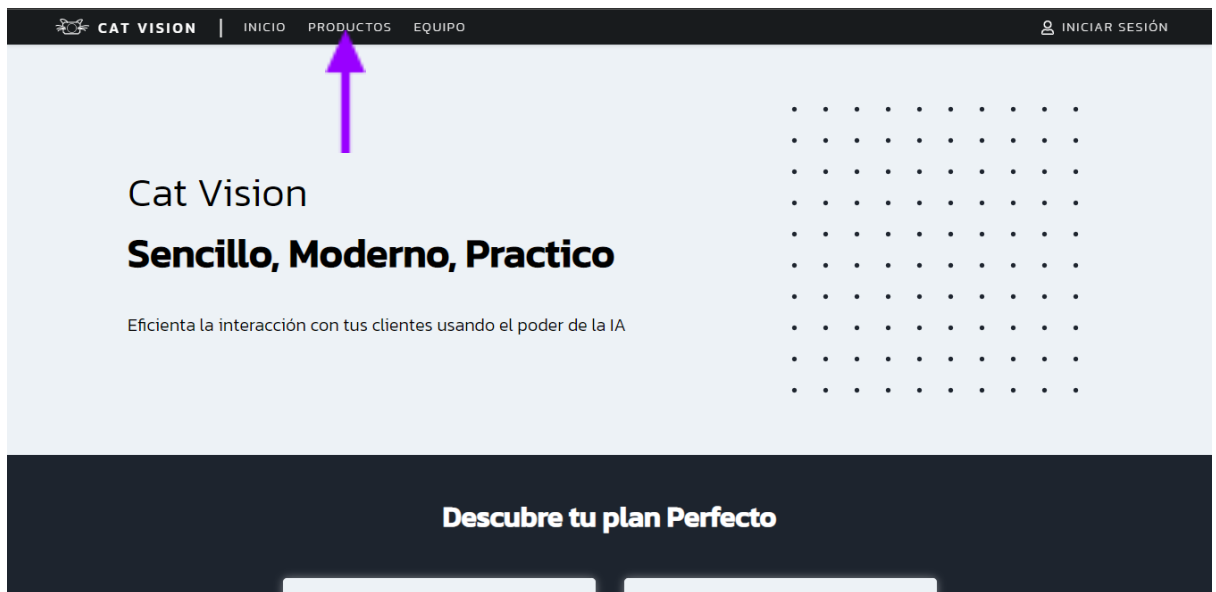 CAT VISION | INICIO PRODUCTOS EQUIPO INICIAR SESIÓN
Cat Vision
Sencillo, Moderno, Practico
Eficienta la interacción con tus clientes usando el poder de la IA
Descubre tu plan Perfecto